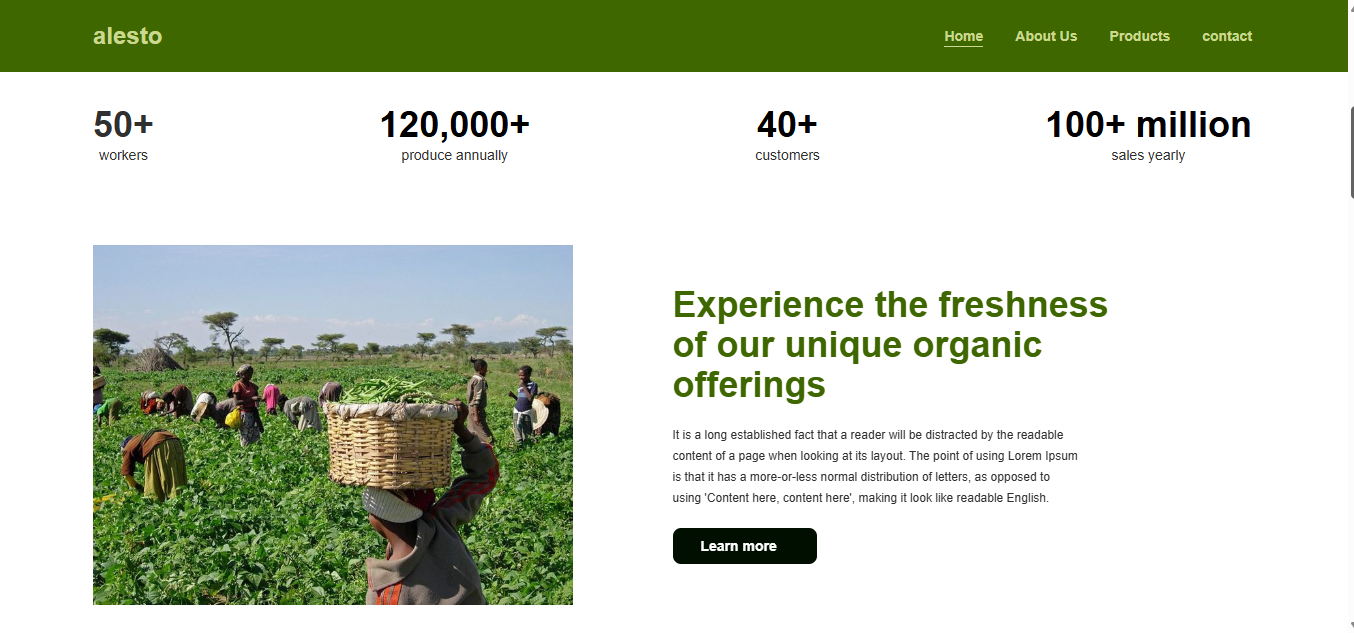 alesto
Home About Us Products contact
50+ 120,000+ 40+ 100+ million
workers produce annually customers sales yearly
Experience the freshness
of our unique organic
offerings
It is a long established fact that a reader will be distracted by the readable
content of a page when looking at its layout. The point of using Lorem Ipsum
is that it has a more-or-less normal distribution of letters, as opposed to
using 'Content here, content here', making it look like readable English.
Learn more